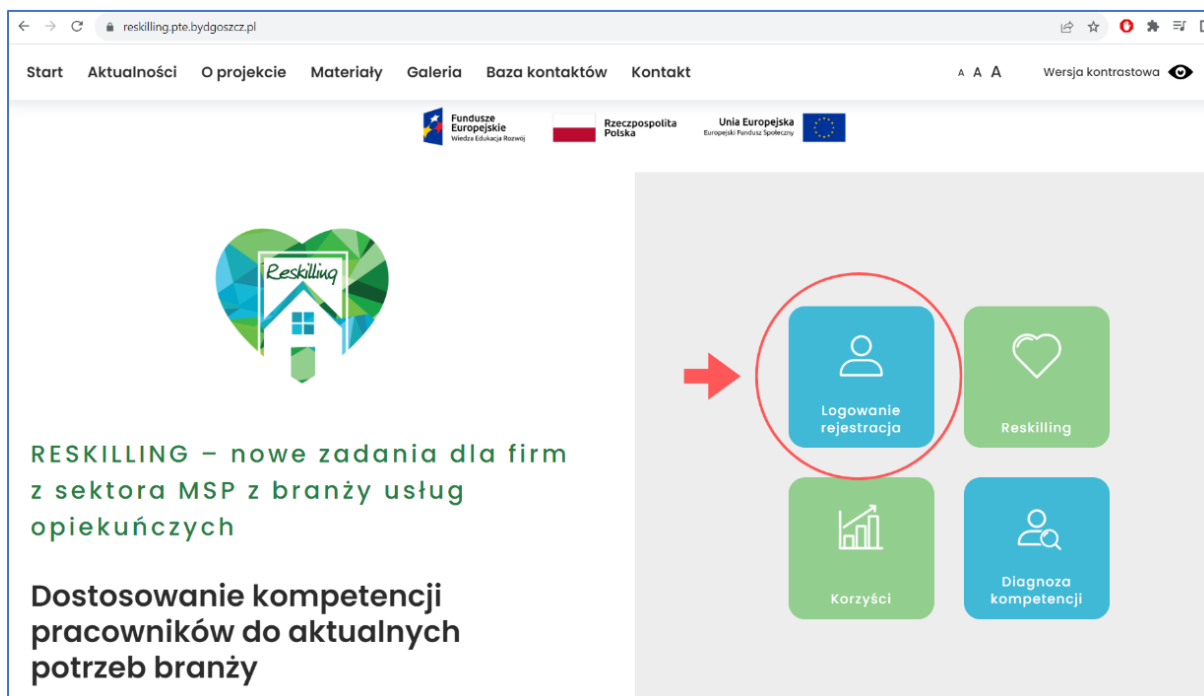 reskilling.pte.bydgoszcz.pl
Start Aktualności O projekcie Materiały Galeria Baza kontaktów Kontakt A A A Wersja kontrastowa
Fundusze
Europejskie
Wiedza Edukacja Rozwój
Rzeczpospolita
Polska
Unia Europejska
Europejski Fundusz Społeczny
Reskilling
RESKILLING – nowe zadania dla firm
z sektora MSP z branży usług
opiekuńczych
Dostosowanie kompetencji
pracowników do aktualnych
potrzeb branży
Logowanie
rejestracja
Reskilling
Korzyści
Diagnoza
kompetencji